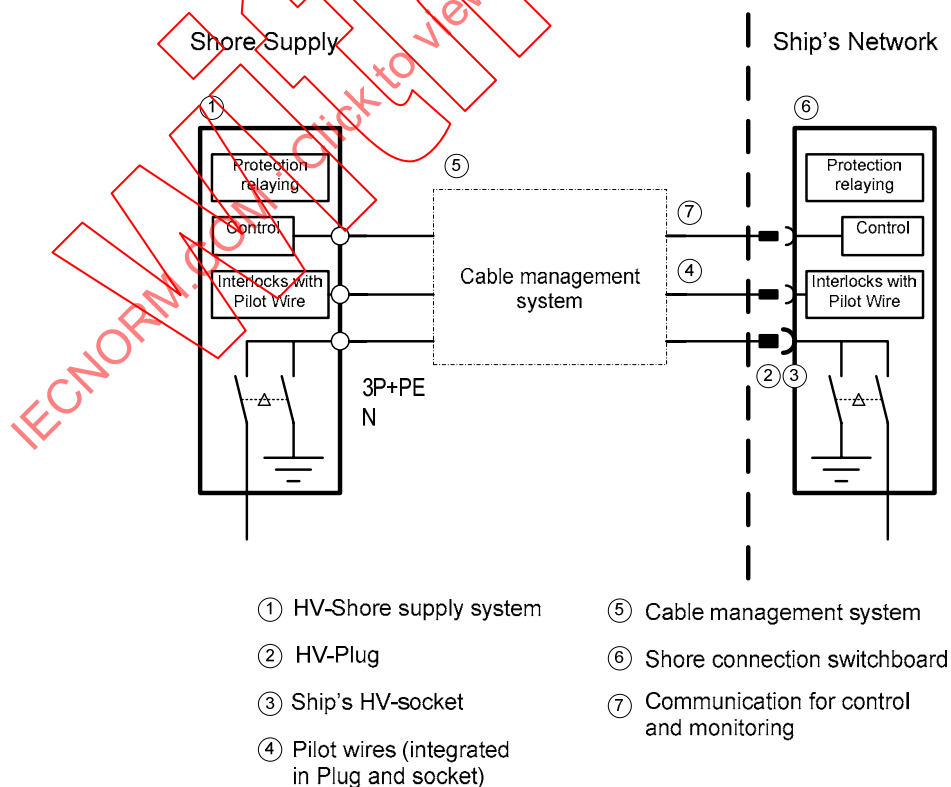 Shore Supply
Ship's Network
①
⑥
Protection
relaying
⑤
Protection
relaying
Control
⑦
Control
Interlocks with
Pilot Wire
Cable management
system
④
Interlocks with
Pilot Wire
3P+PE
N
② ③
① HV-Shore supply system
② HV-Plug
③ Ship's HV-socket
④ Pilot wires (integrated
in Plug and socket)
⑤ Cable management system
⑥ Shore connection switchboard
⑦ Communication for control
and monitoring
IECNORM.COM : Click to view